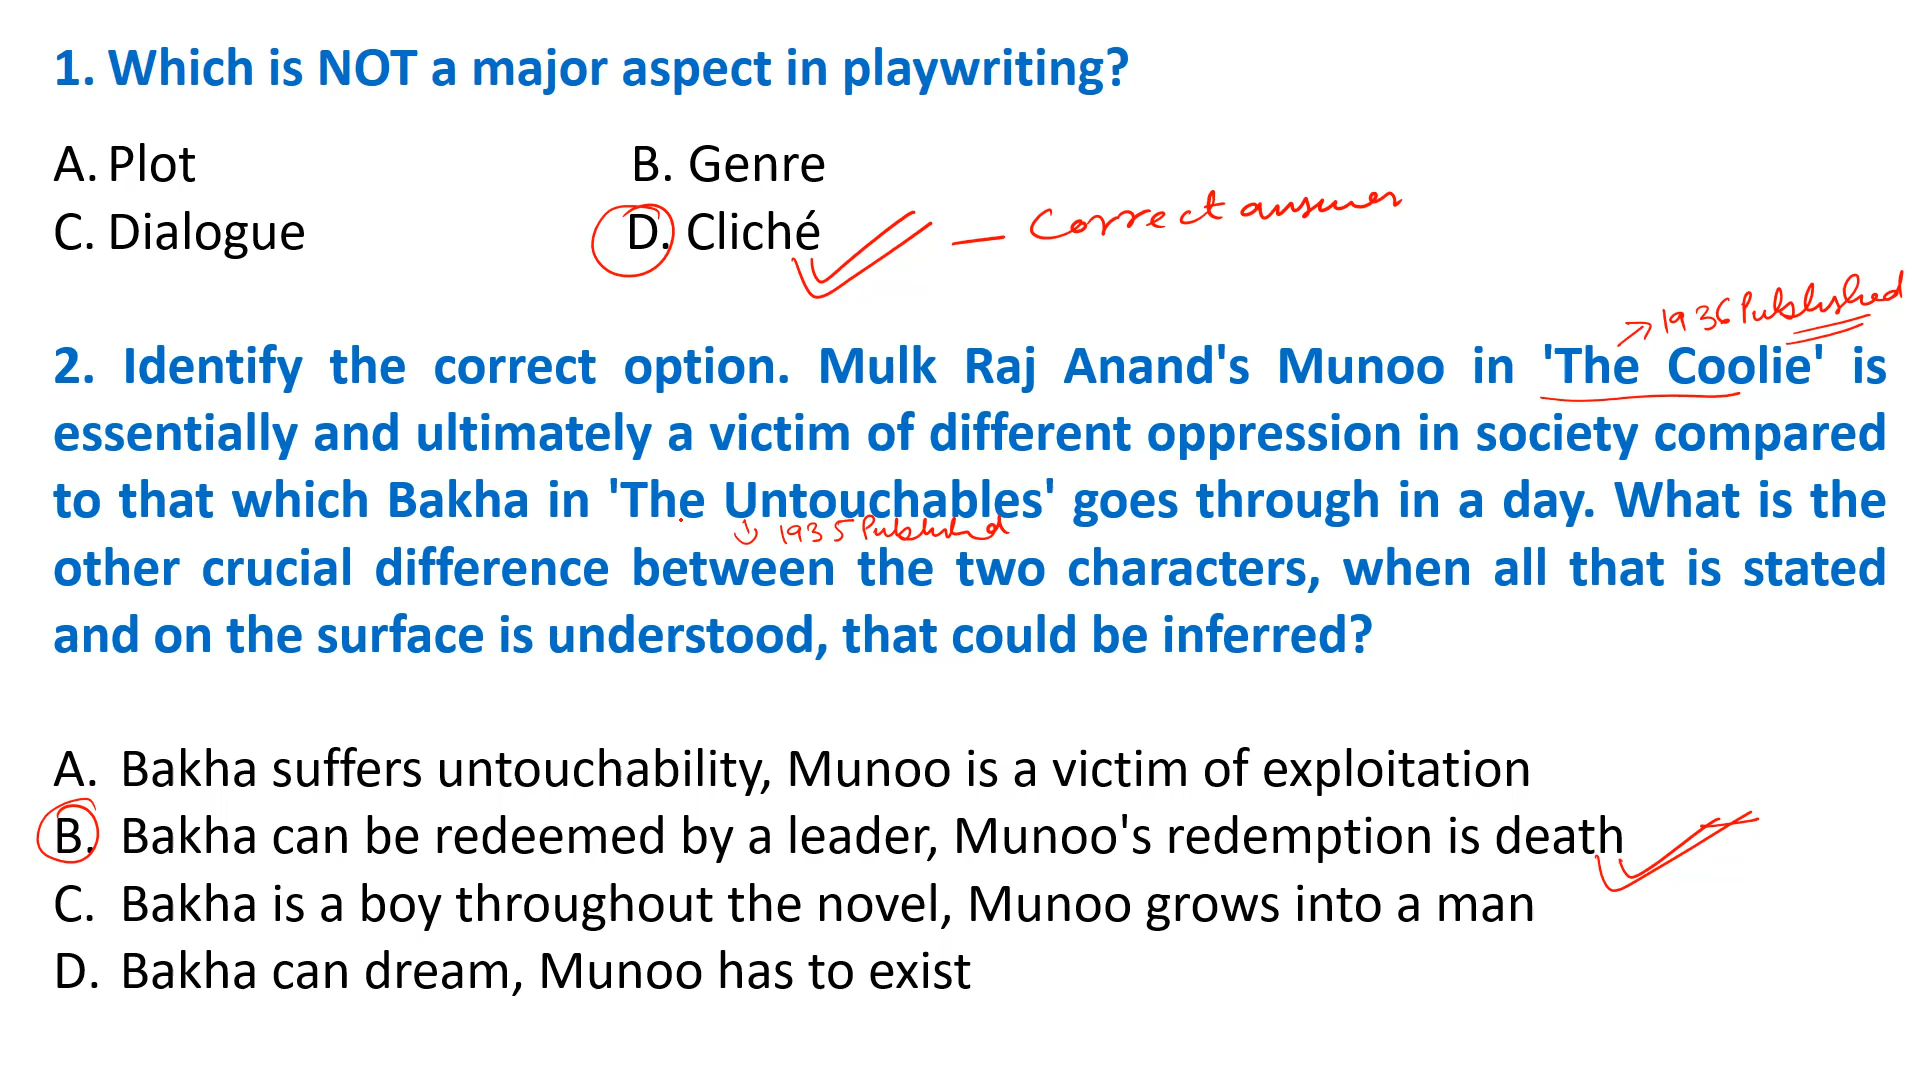 1. Which is NOT a major aspect in playwriting?
A. Plot B. Genre
C. Dialogue D. Cliché – Correct answer
→ 1936 Published
2. Identify the correct option. Mulk Raj Anand's Munoo in 'The Coolie' is
essentially and ultimately a victim of different oppression in society compared
to that which Bakha in 'The Untouchables' goes through in a day. What is the
↓ 1935 Published
other crucial difference between the two characters, when all that is stated
and on the surface is understood, that could be inferred?
A. Bakha suffers untouchability, Munoo is a victim of exploitation
B. Bakha can be redeemed by a leader, Munoo's redemption is death
C. Bakha is a boy throughout the novel, Munoo grows into a man
D. Bakha can dream, Munoo has to exist